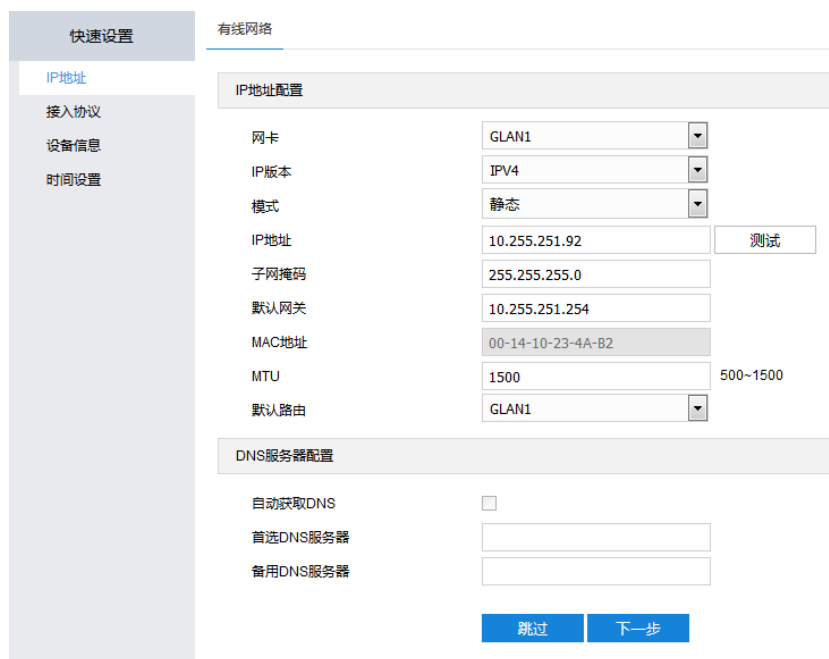 快速设置
IP地址
接入协议
设备信息
时间设置
有线网络
IP地址配置
网卡 GLAN1
IP版本 IPV4
模式 静态
IP地址 10.255.251.92 测试
子网掩码 255.255.255.0
默认网关 10.255.251.254
MAC地址 00-14-10-23-4A-B2
MTU 1500 500~1500
默认路由 GLAN1
DNS服务器配置
自动获取DNS
首选DNS服务器
备用DNS服务器
跳过 下一步